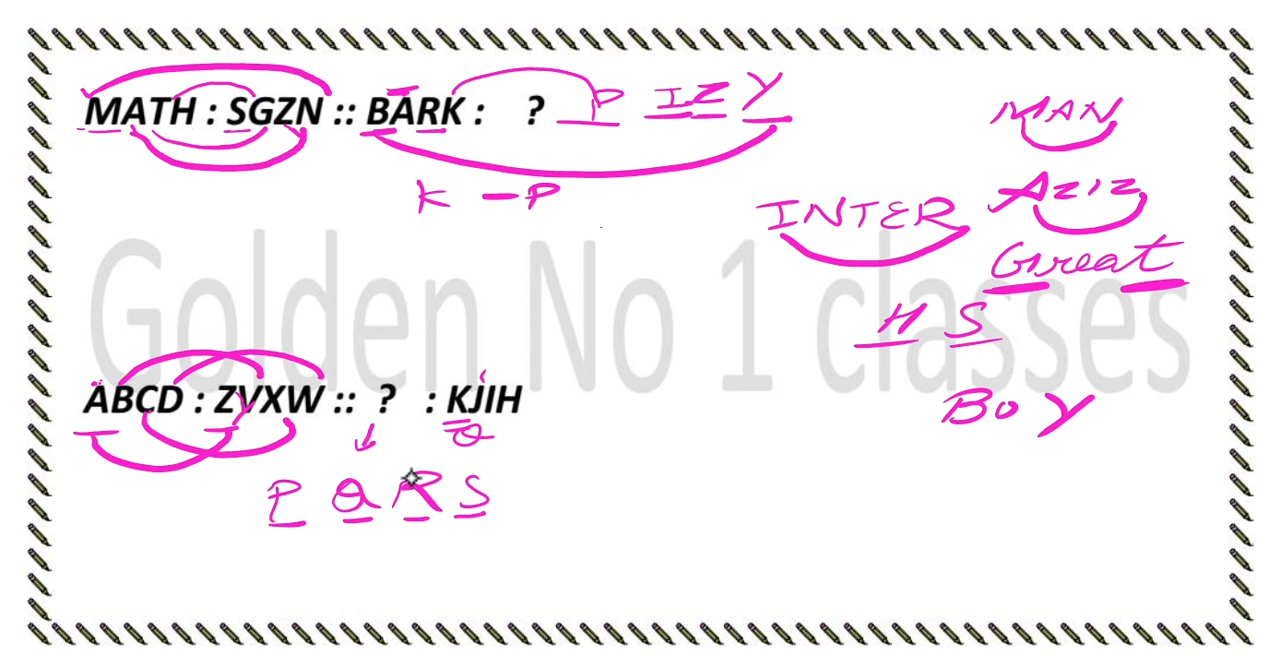 MATH : SGZN :: BARK : ? P I Z Y
I
K - P
MAN
AZIZ
INTER
Great
H S
BOY
Golden No 1 classes
ABCD : ZVXW :: ? : KJIH
Q
P Q R S